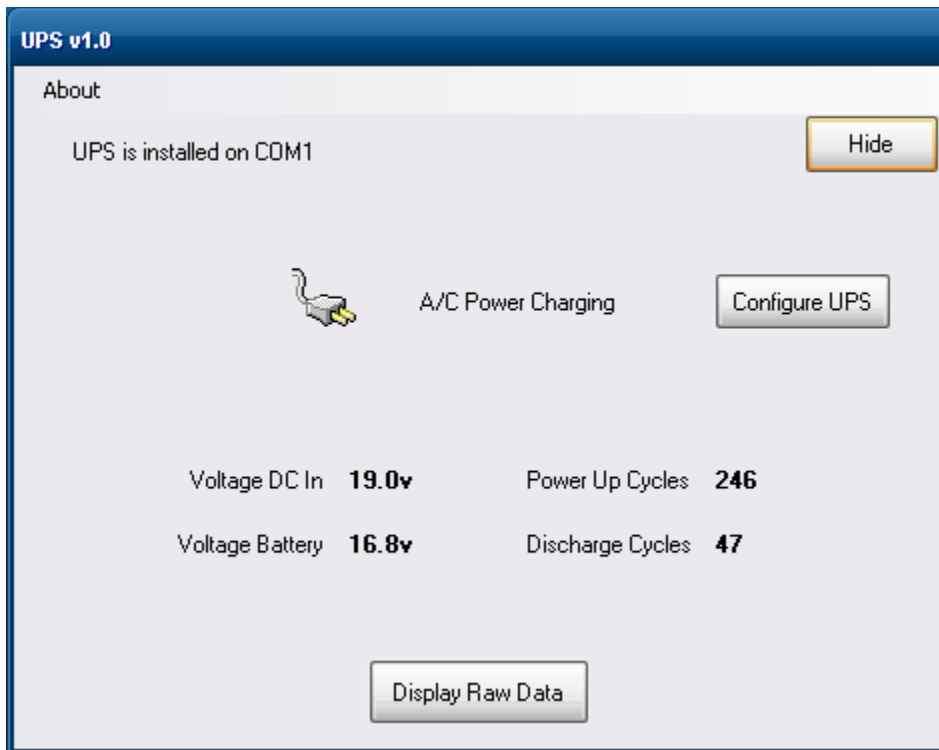 UPS v1.0
About
UPS is installed on COM1
Hide
A/C Power Charging
Configure UPS
Voltage DC In 19.0v Power Up Cycles 246
Voltage Battery 16.8v Discharge Cycles 47
Display Raw Data